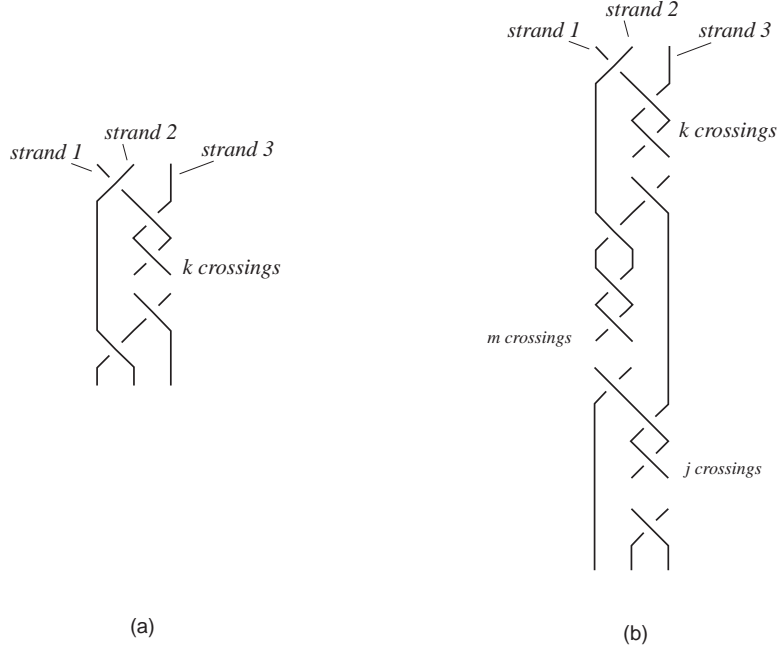 strand 1
strand 2
strand 3
k crossings
(a)
strand 1
strand 2
strand 3
k crossings
m crossings
j crossings
(b)